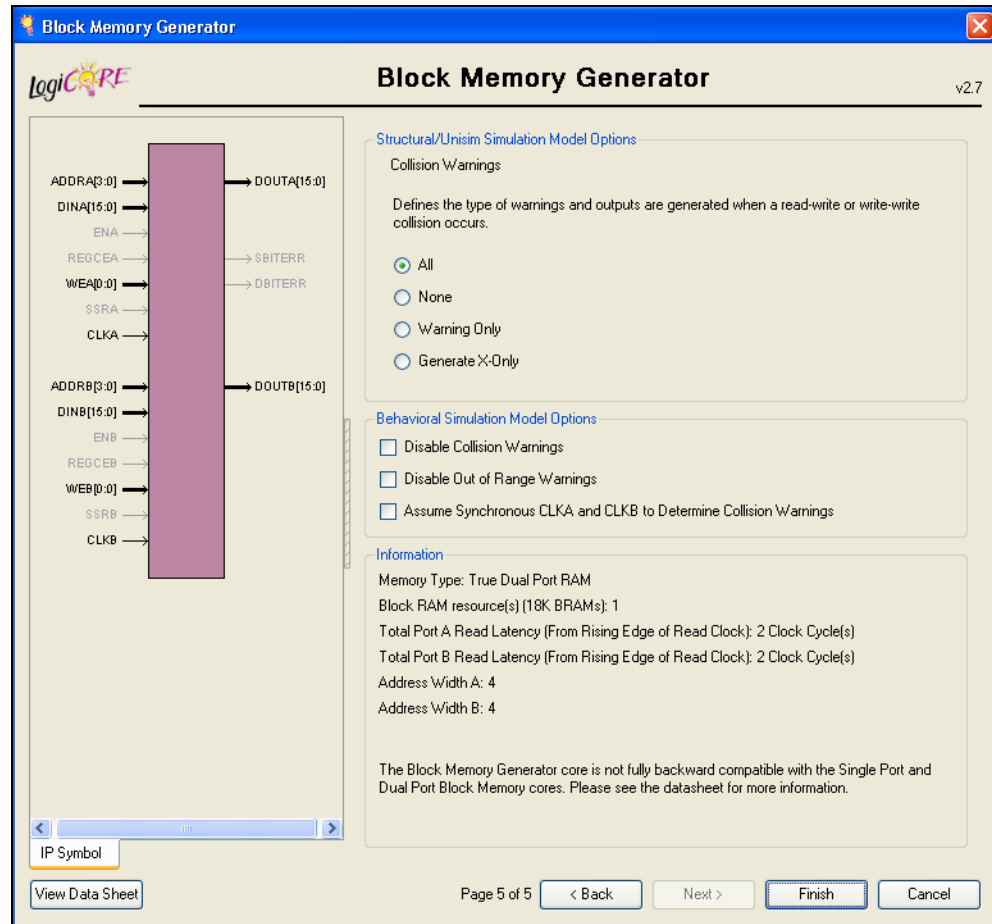 Block Memory Generator
LogiCORE
Block Memory Generator
v2.7
ADDRA[3:0]
DOUTA[15:0]
DINA[15:0]
ENA
REGCEA
SBITERR
WEA[0:0]
DBITERR
SSRA
CLKA
ADDRB[3:0]
DOUTB[15:0]
DINB[15:0]
ENB
REGCEB
WEB[0:0]
SSRB
CLKB
IP Symbol
Structural/Unisim Simulation Model Options
Collision Warnings
Defines the type of warnings and outputs are generated when a read-write or write-write
collision occurs.
All
None
Warning Only
Generate X-Only
Behavioral Simulation Model Options
Disable Collision Warnings
Disable Out of Range Warnings
Assume Synchronous CLKA and CLKB to Determine Collision Warnings
Information
Memory Type: True Dual Port RAM
Block RAM resource(s) (18K BRAMs): 1
Total Port A Read Latency (From Rising Edge of Read Clock): 2 Clock Cycle(s)
Total Port B Read Latency (From Rising Edge of Read Clock): 2 Clock Cycle(s)
Address Width A: 4
Address Width B: 4
The Block Memory Generator core is not fully backward compatible with the Single Port and
Dual Port Block Memory cores. Please see the datasheet for more information.
View Data Sheet
Page 5 of 5
< Back
Next >
Finish
Cancel